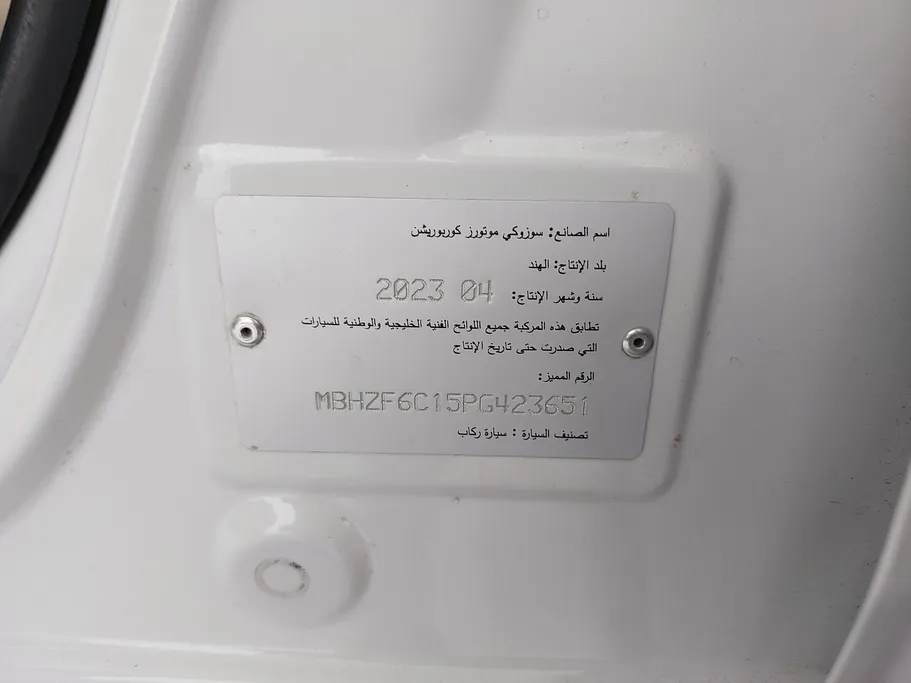 اسم الصانع: سوزوكي موتورز كوربوريشن
بلد الإنتاج: الهند
سنة وشهر الإنتاج: 2023 04
تطابق هذه المركبة جميع اللوائح الفنية الخليجية والوطنية للسيارات
التي صدرت حتى تاريخ الإنتاج
الرقم المميز:
MBHZF6C15PG423651
تصنيف السيارة : سيارة ركاب